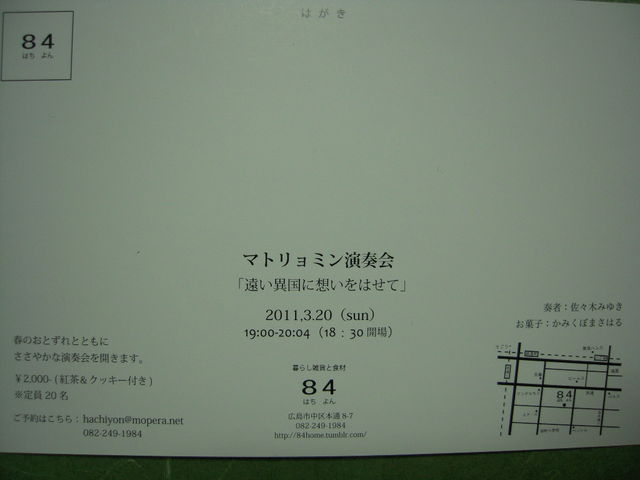 はがき
84
はち よん
マトリョミン演奏会
「遠い異国に想いをはせて」
2011,3.20（sun）
19:00-20:04（18：30開場）
春のおとずれとともに
ささやかな演奏会を開きます。
￥2,000-(紅茶＆クッキー付き)
※定員20名
ご予約はこちら：hachiyon@mopera.net
082-249-1984
暮らし雑貨と食材
84
はち よん
広島市中区本通8-7
082-249-1984
http://84home.tumblr.com/
奏者：佐々木みゆき
お菓子：かみくぼまさはる
84